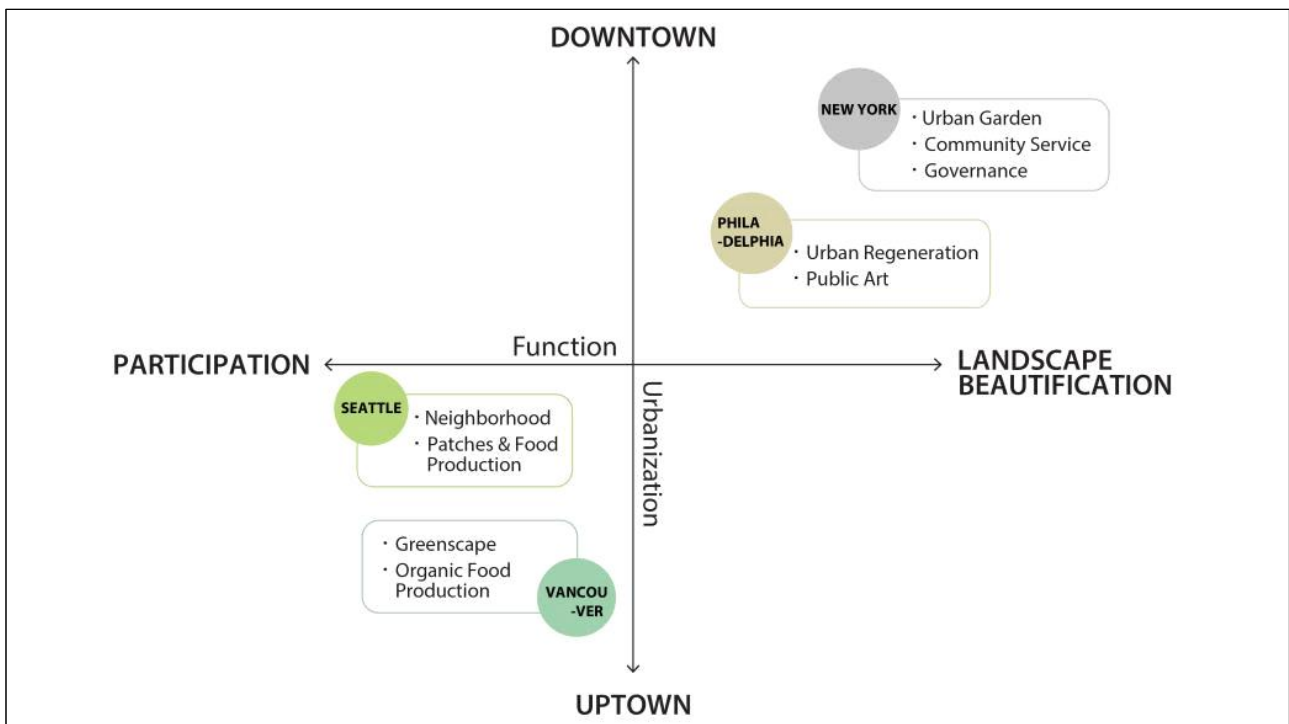 DOWNTOWN
NEW YORK
· Urban Garden
· Community Service
· Governance
PHILA
-DELPHIA
· Urban Regeneration
· Public Art
Function
PARTICIPATION
LANDSCAPE
BEAUTIFICATION
Urbanization
SEATTLE
· Neighborhood
· Patches & Food
Production
· Greenscape
· Organic Food
Production
VANCOU
-VER
UPTOWN